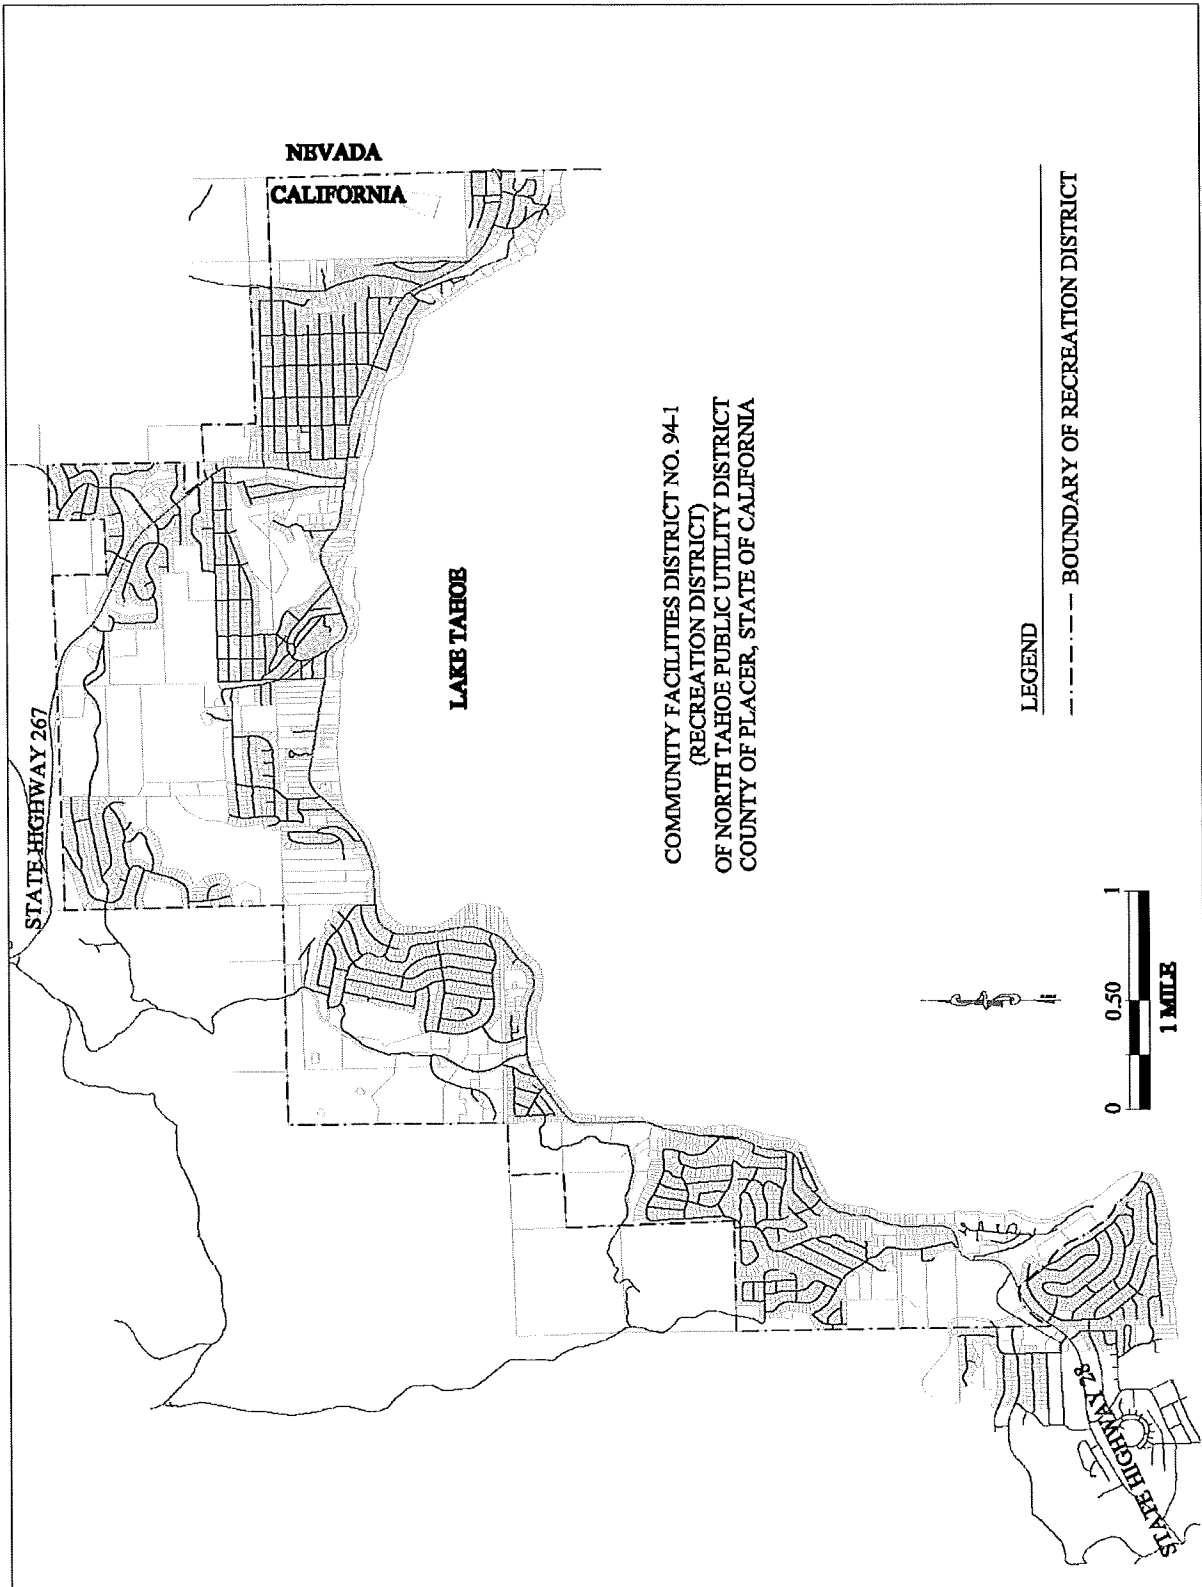 NEVADA
CALIFORNIA
STATE HIGHWAY 267
LAKE TAHOE
COMMUNITY FACILITIES DISTRICT NO. 94-1
(RECREATION DISTRICT)
OF NORTH TAHOE PUBLIC UTILITY DISTRICT
COUNTY OF PLACER, STATE OF CALIFORNIA
LEGEND
BOUNDARY OF RECREATION DISTRICT
0 0.50 1
1 MILE
STATE HIGHWAY 28